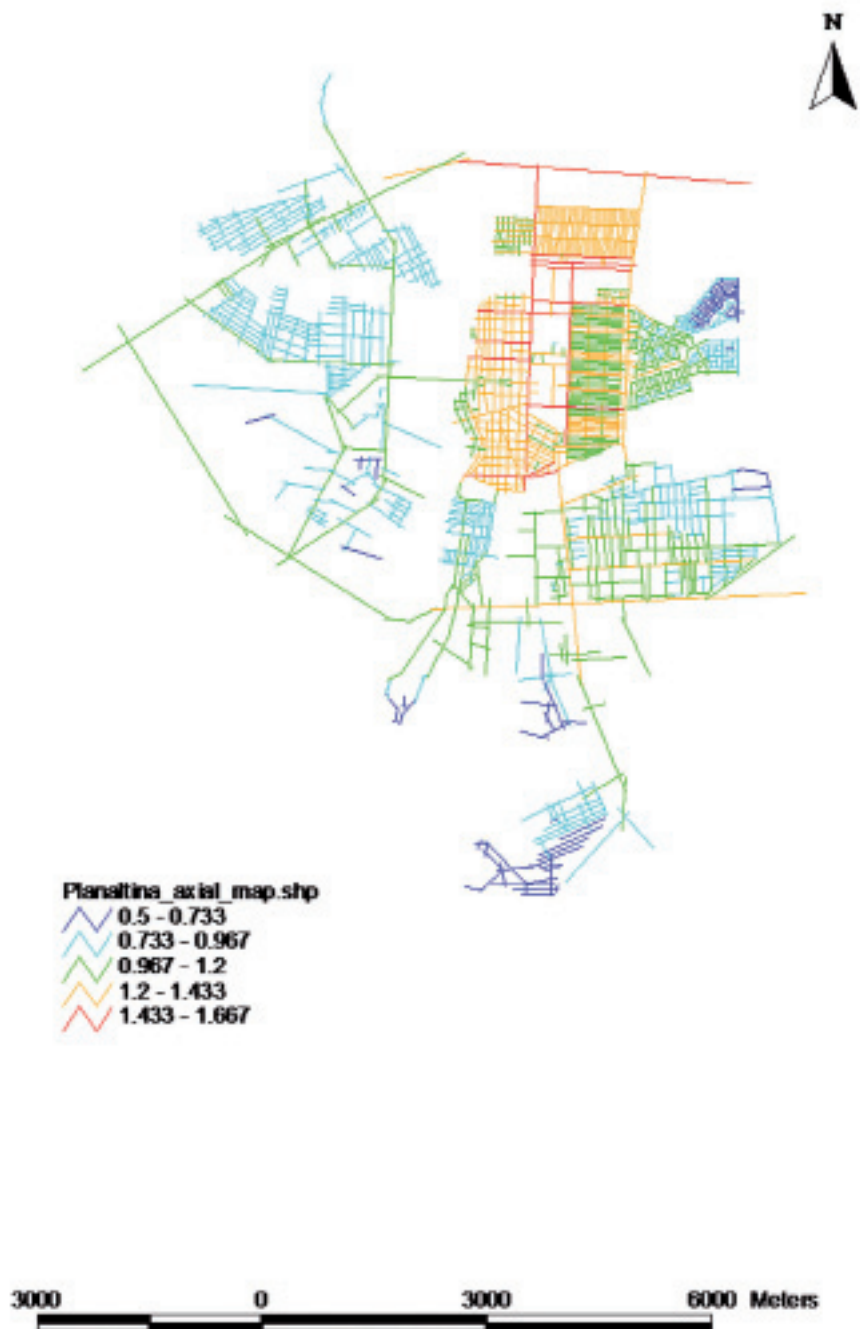 N
Planaltina_axial_map.shp
0.5 - 0.733
0.733 - 0.967
0.967 - 1.2
1.2 - 1.433
1.433 - 1.667
3000 0 3000 6000 Meters